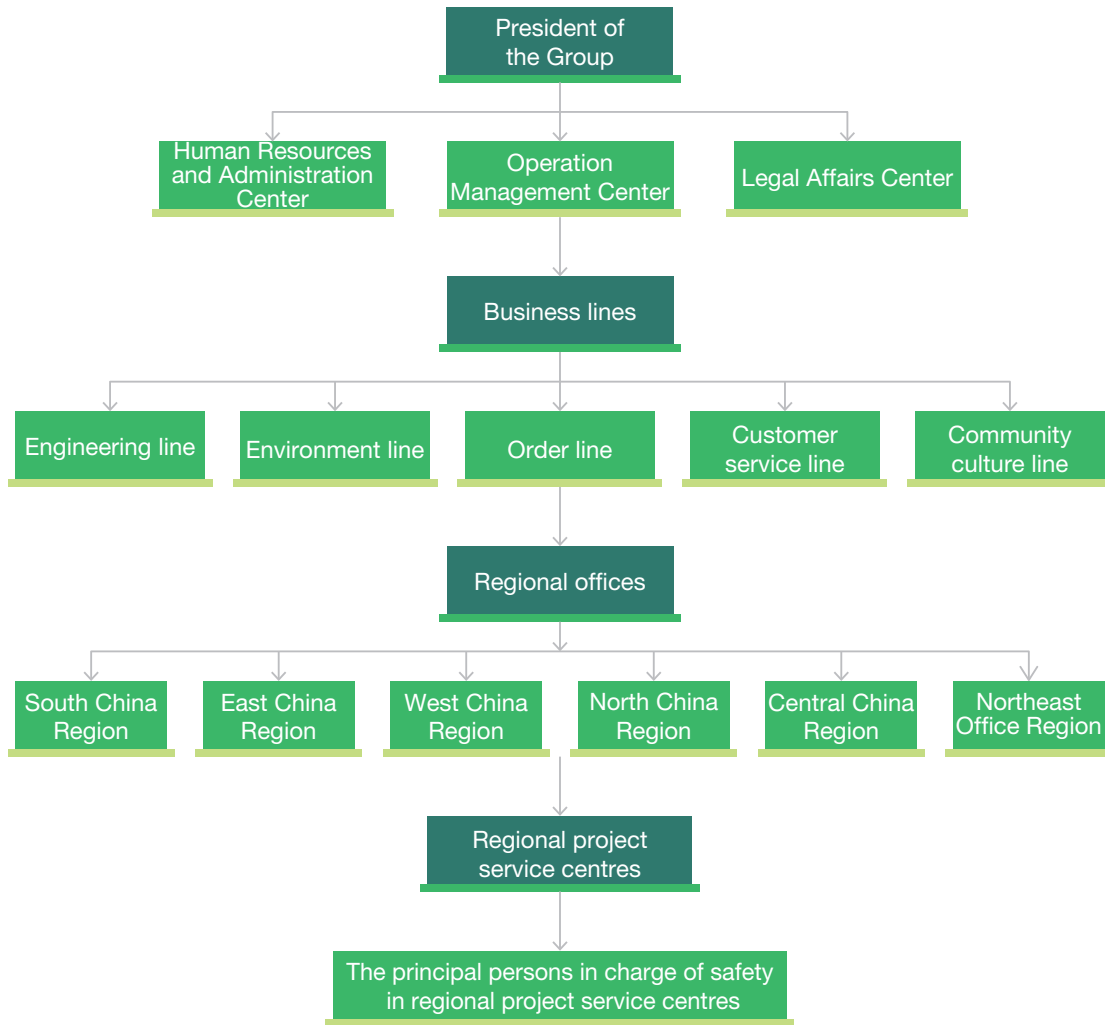 President of
the Group
Human Resources
and Administration
Center
Operation
Management Center
Legal Affairs Center
Business lines
Engineering line
Environment line
Order line
Customer
service line
Community
culture line
Regional offices
South China
Region
East China
Region
West China
Region
North China
Region
Central China
Region
Northeast
Office Region
Regional project
service centres
The principal persons in charge of safety
in regional project service centres